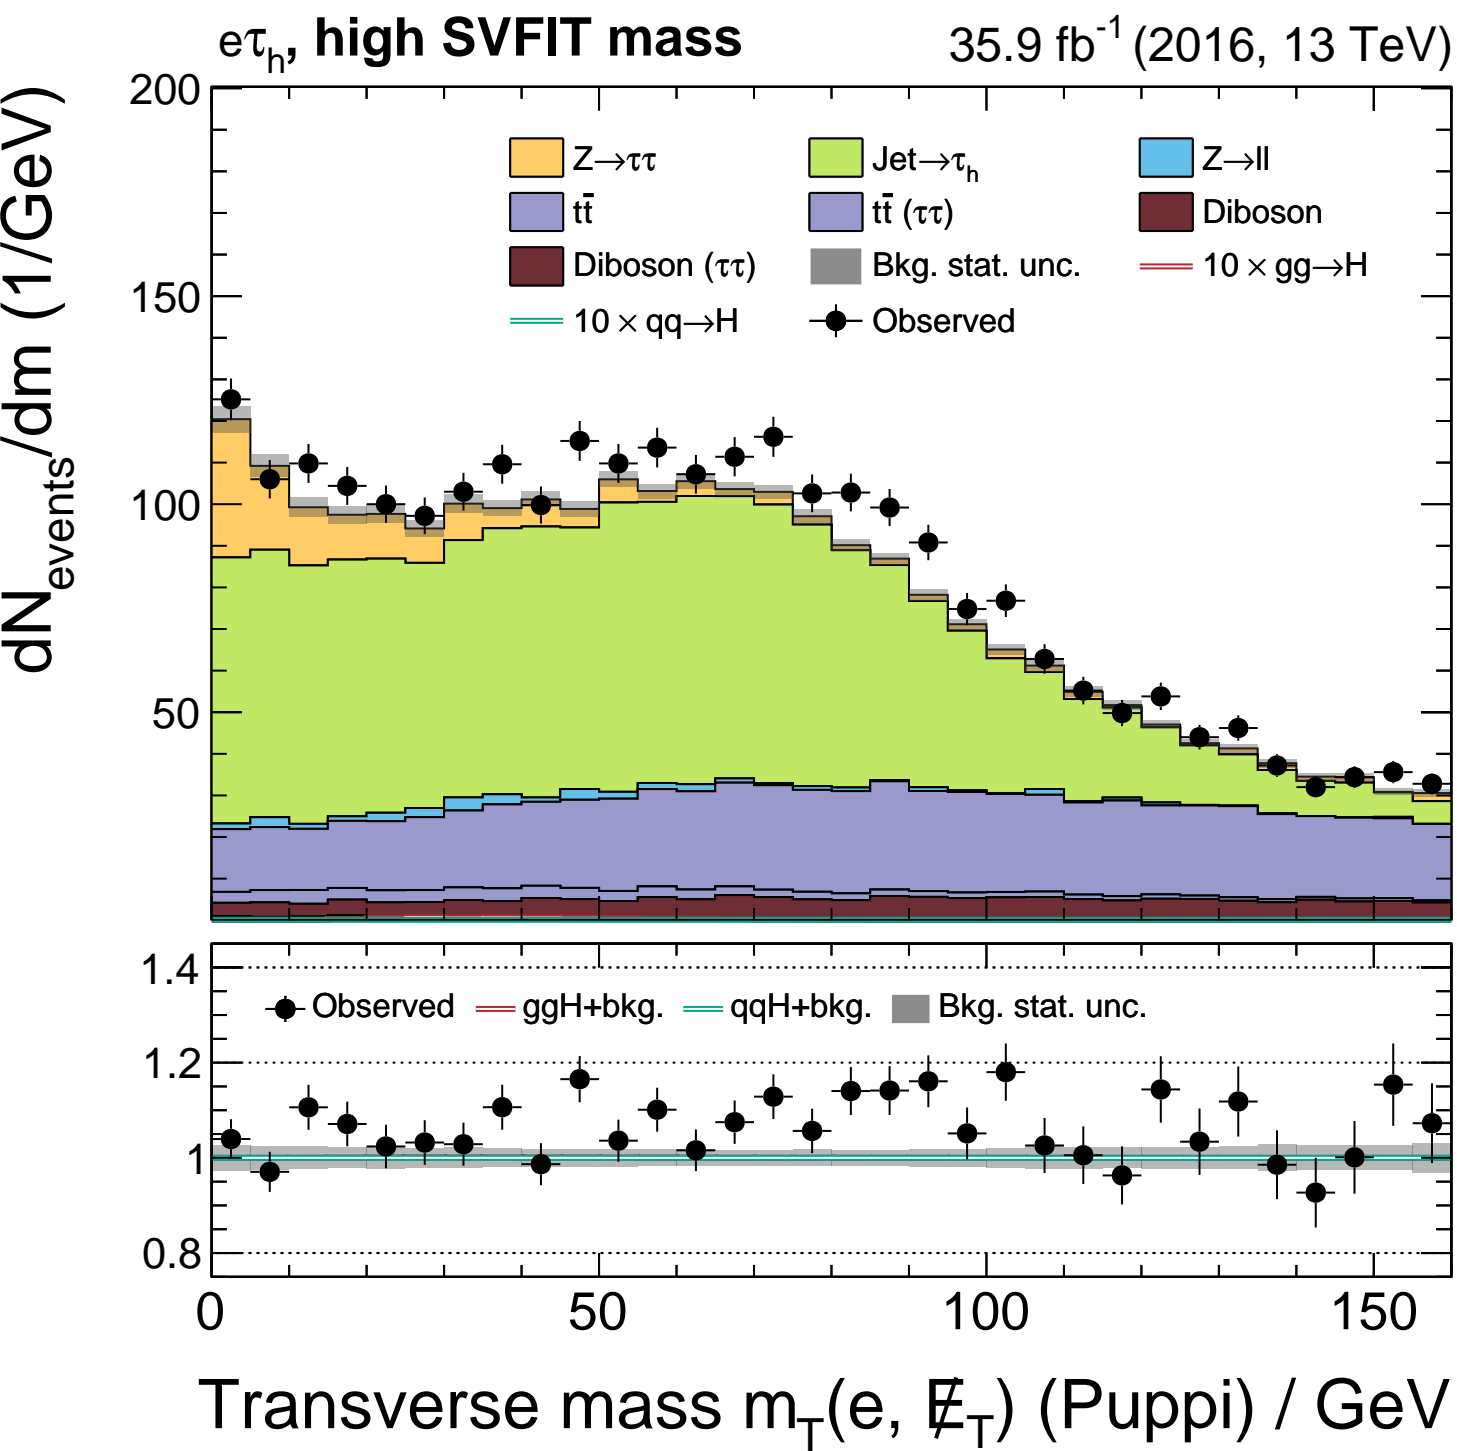 eτh, high SVFIT mass 35.9 fb-1 (2016, 13 TeV)
dNevents/dm (1/GeV)
200
150
100
50
Z→ττ Jet→τh Z→ll
tt̄ tt̄ (ττ) Diboson
Diboson (ττ) Bkg. stat. unc. 10 × gg→H
10 × qq→H Observed
1.4
1.2
1
0.8
Observed ggH+bkg. qqH+bkg. Bkg. stat. unc.
0 50 100 150
Transverse mass mT(e, E̸T) (Puppi) / GeV